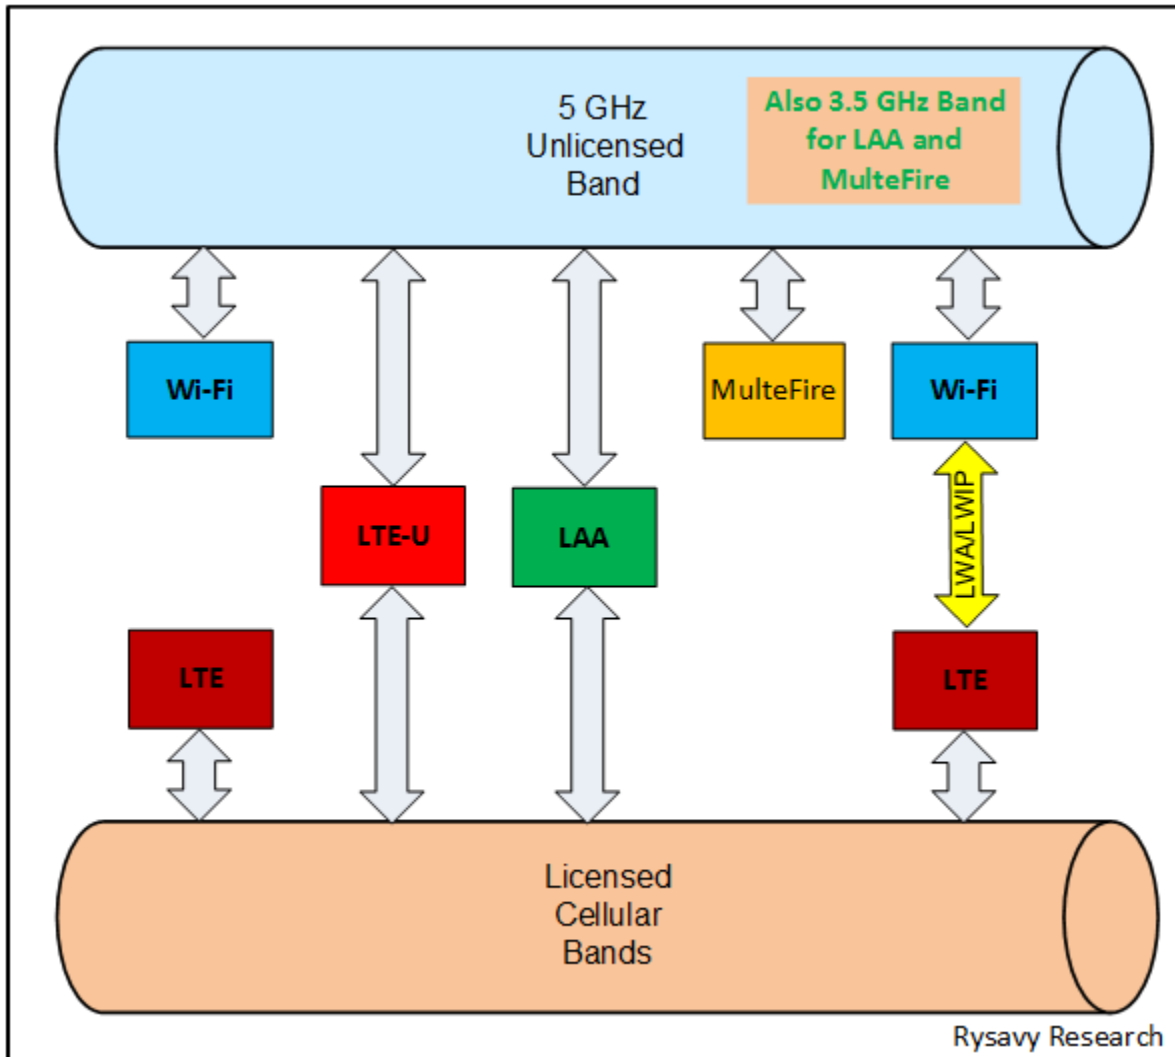 5 GHz
Unlicensed
Band
Also 3.5 GHz Band
for LAA and
MulteFire
Wi-Fi
MulteFire
Wi-Fi
LTE-U
LAA
LWA/LWIP
LTE
LTE
Licensed
Cellular
Bands
Rysavy Research